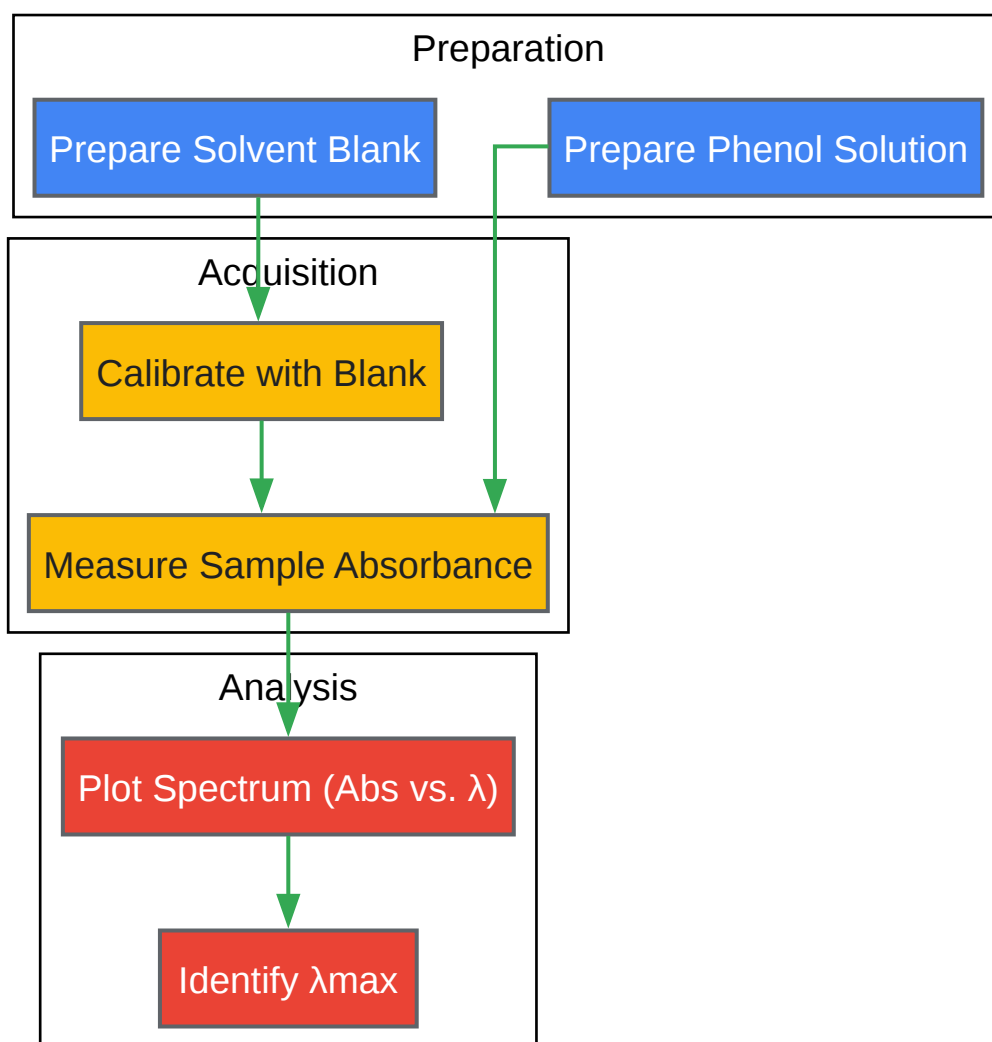 Preparation
Prepare Solvent Blank
Prepare Phenol Solution
Acquisition
Calibrate with Blank
Measure Sample Absorbance
Analysis
Plot Spectrum (Abs vs. λ)
Identify λmax